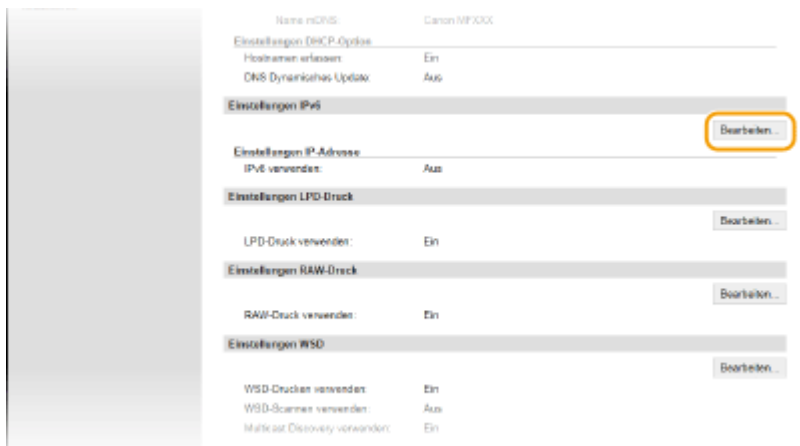 Name mDNS: Canon MFXXX
Einstellungen DHCP-Option
Hostnamen erfassen: Ein
DNS Dynamisches Update: Aus
Einstellungen IPv6
Bearbeiten...
Einstellungen IP-Adresse
IPv6 verwenden: Aus
Einstellungen LPD-Druck
Bearbeiten...
LPD-Druck verwenden: Ein
Einstellungen RAW-Druck
Bearbeiten...
RAW-Druck verwenden: Ein
Einstellungen WSD
Bearbeiten...
WSD-Drucken verwenden: Ein
WSD-Scannen verwenden: Aus
Multicast Discovery verwenden: Ein